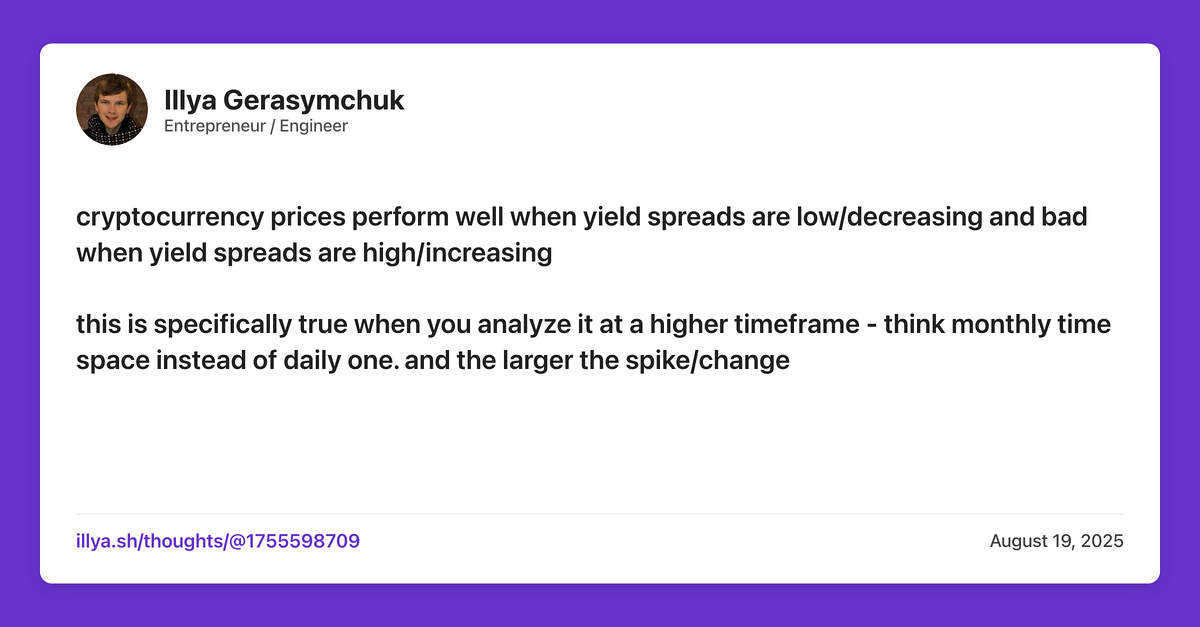 Illya Gerasymchuk
Entrepreneur / Engineer
cryptocurrency prices perform well when yield spreads are low/decreasing and bad
when yield spreads are high/increasing
this is specifically true when you analyze it at a higher timeframe - think monthly time
space instead of daily one. and the larger the spike/change
illya.sh/thoughts/@1755598709
August 19, 2025